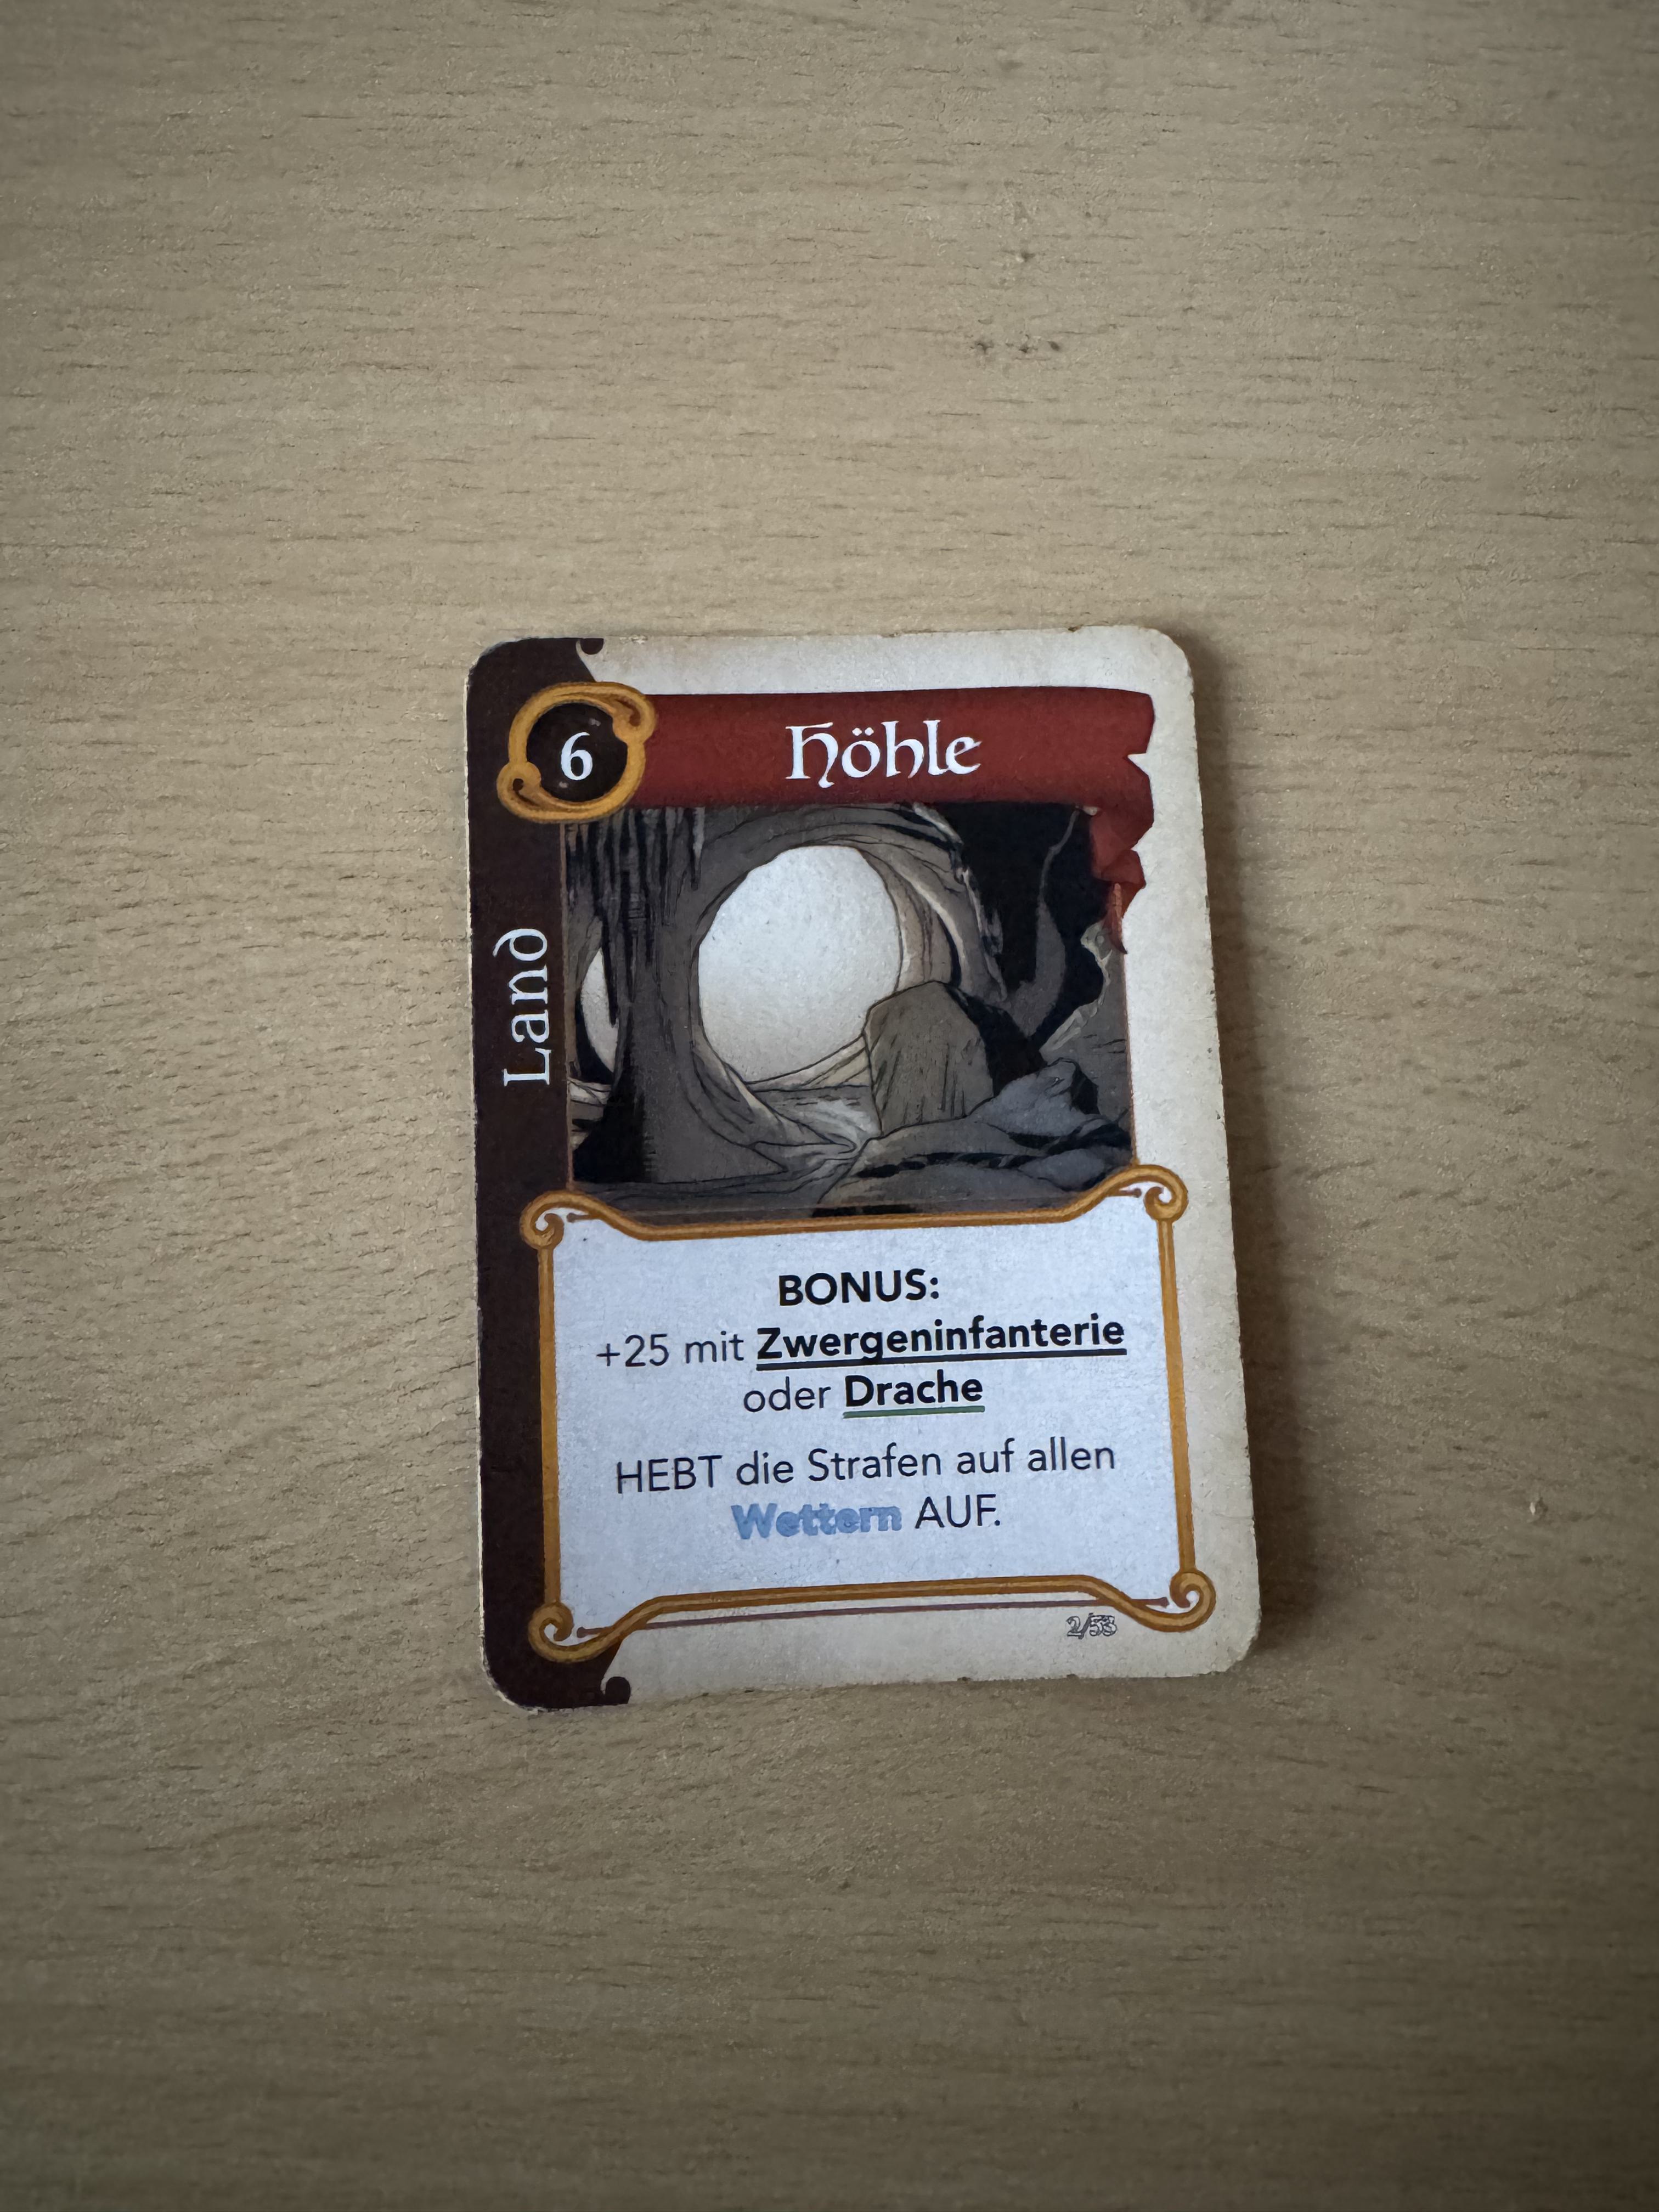 6
Höhle
Land
BONUS:
+25 mit Zwergeninfanterie
oder Drache
HEBT die Strafen auf allen
Wettern AUF.
2/53